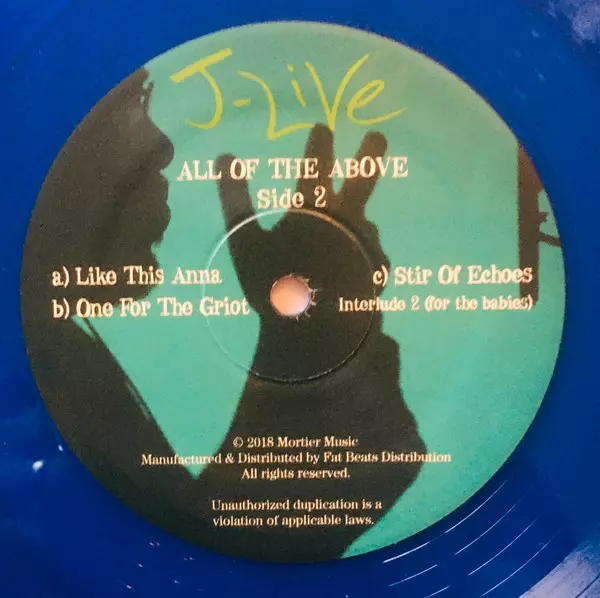 J-Live
ALL OF THE ABOVE
Side 2
a) Like This Anna
b) One For The Griot
c) Stir Of Echoes
Interlude 2 (for the babies)
© 2018 Mortier Music
Manufactured & Distributed by Fat Beats Distribution
All rights reserved.
Unauthorized duplication is a
violation of applicable laws.